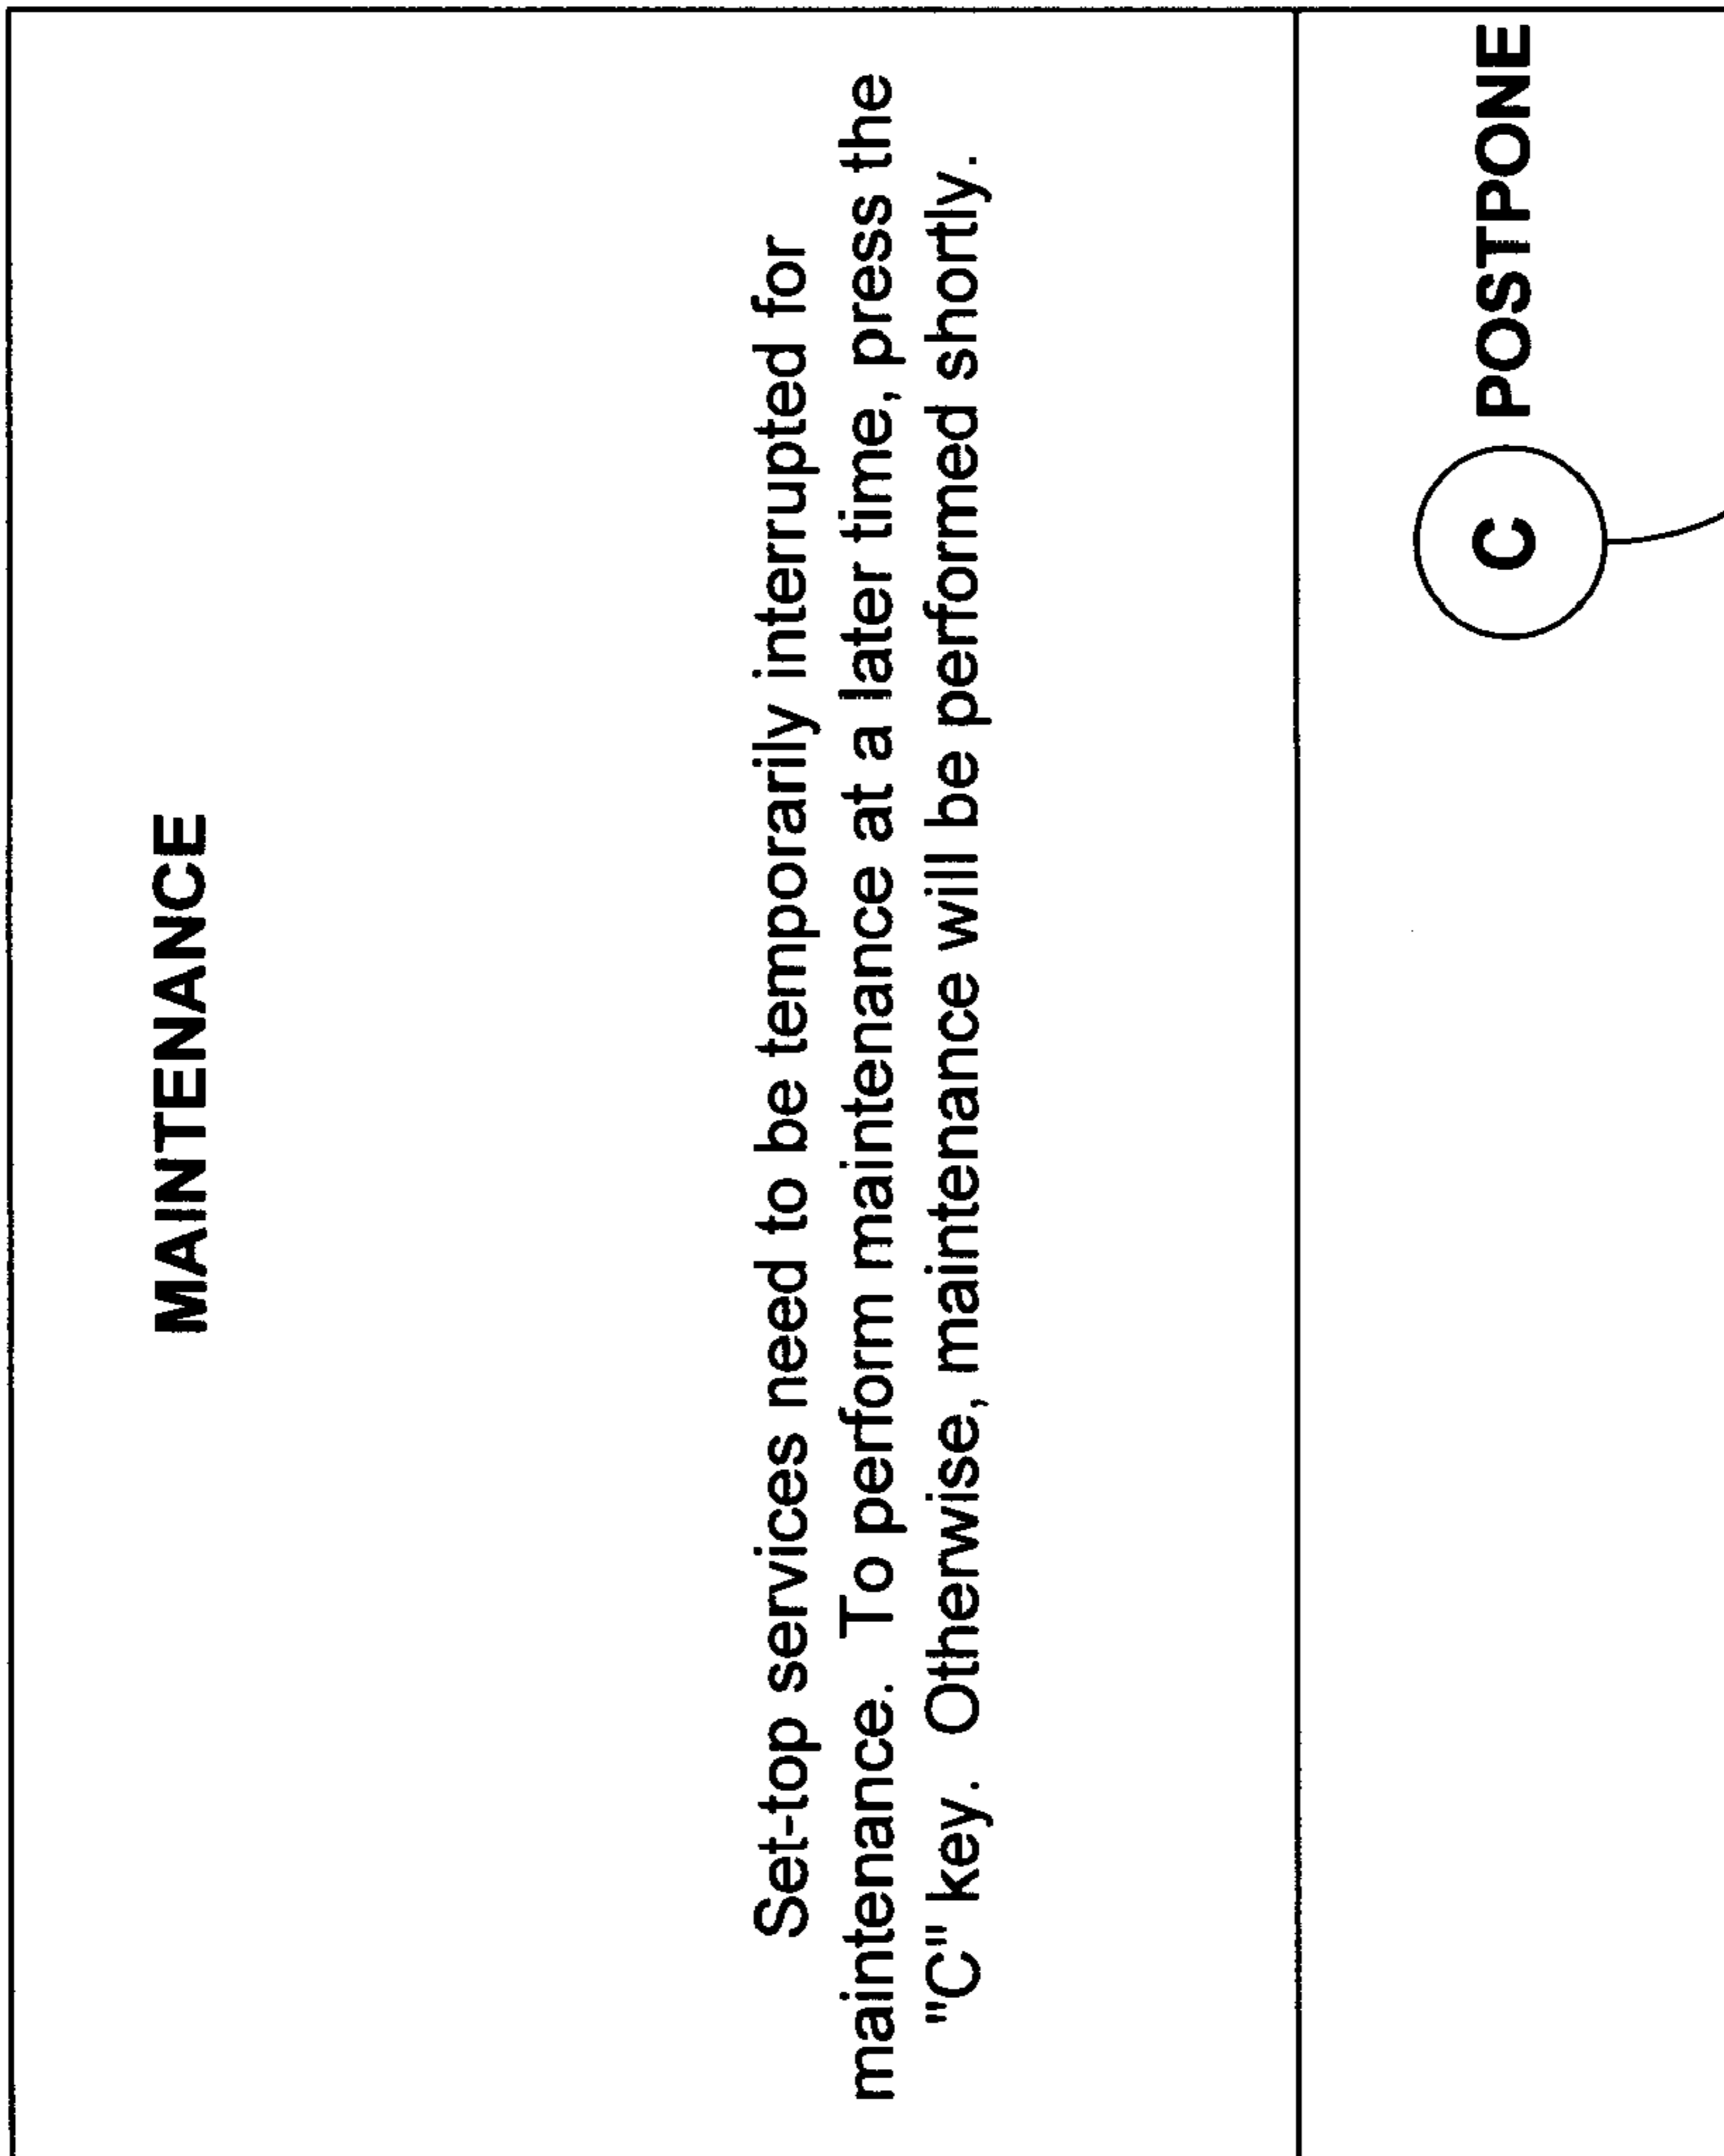 MAINTENANCE
Set-top services need to be temporarily interrupted for
maintenance. To perform maintenance at a later time, press the
"C" key. Otherwise, maintenance will be performed shortly.
C POSTPONE